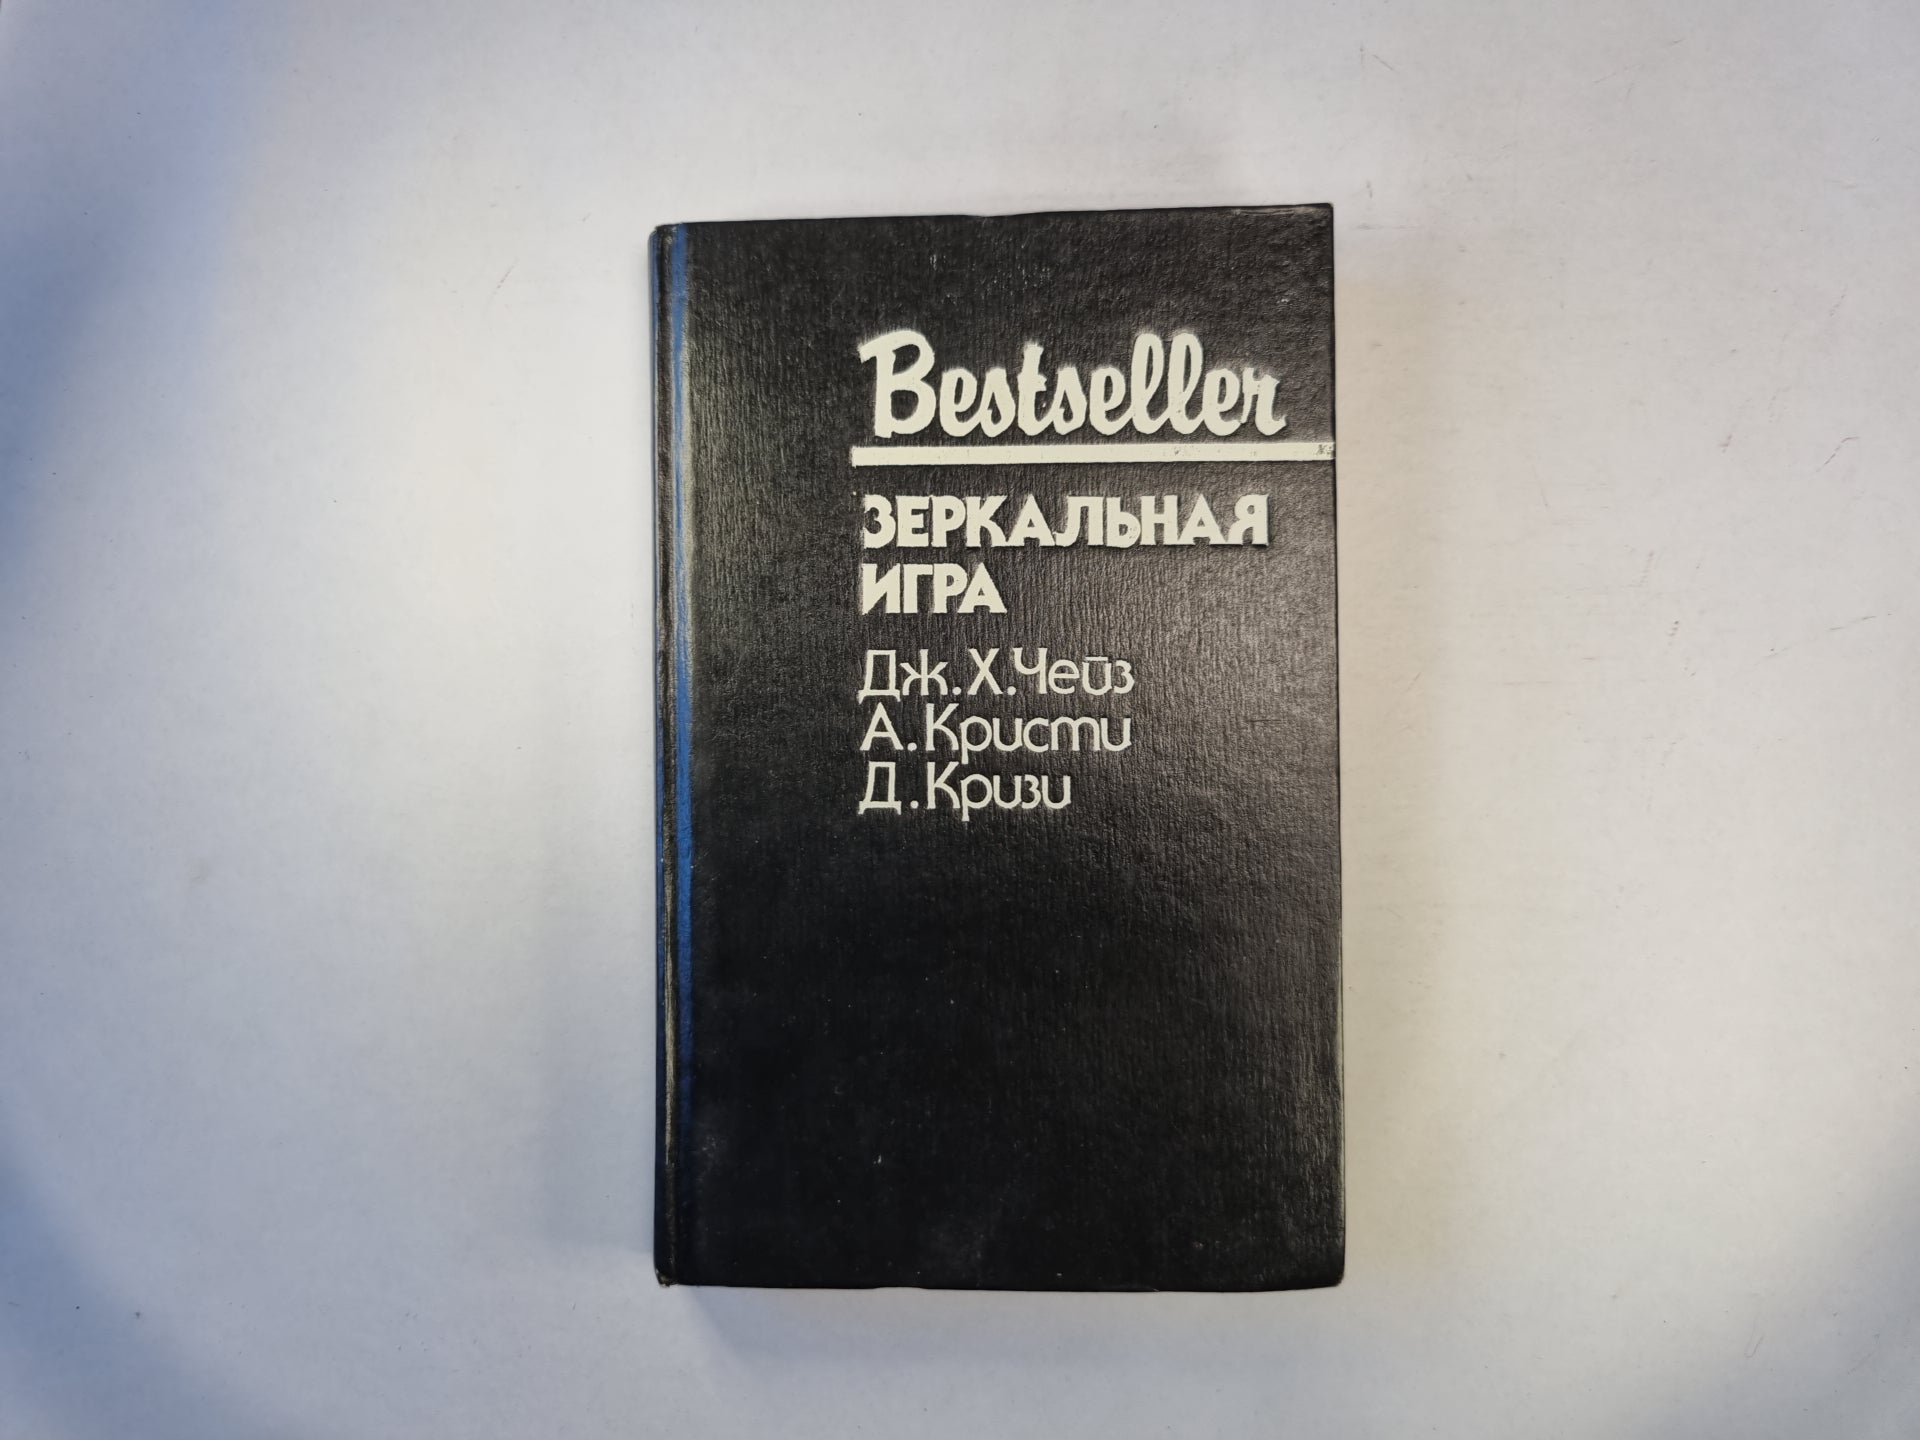 Bestseller
ЗЕРКАЛЬНАЯ
ИГРА
Дж.Х.Чейз
А.Кристи
Д.Кризи